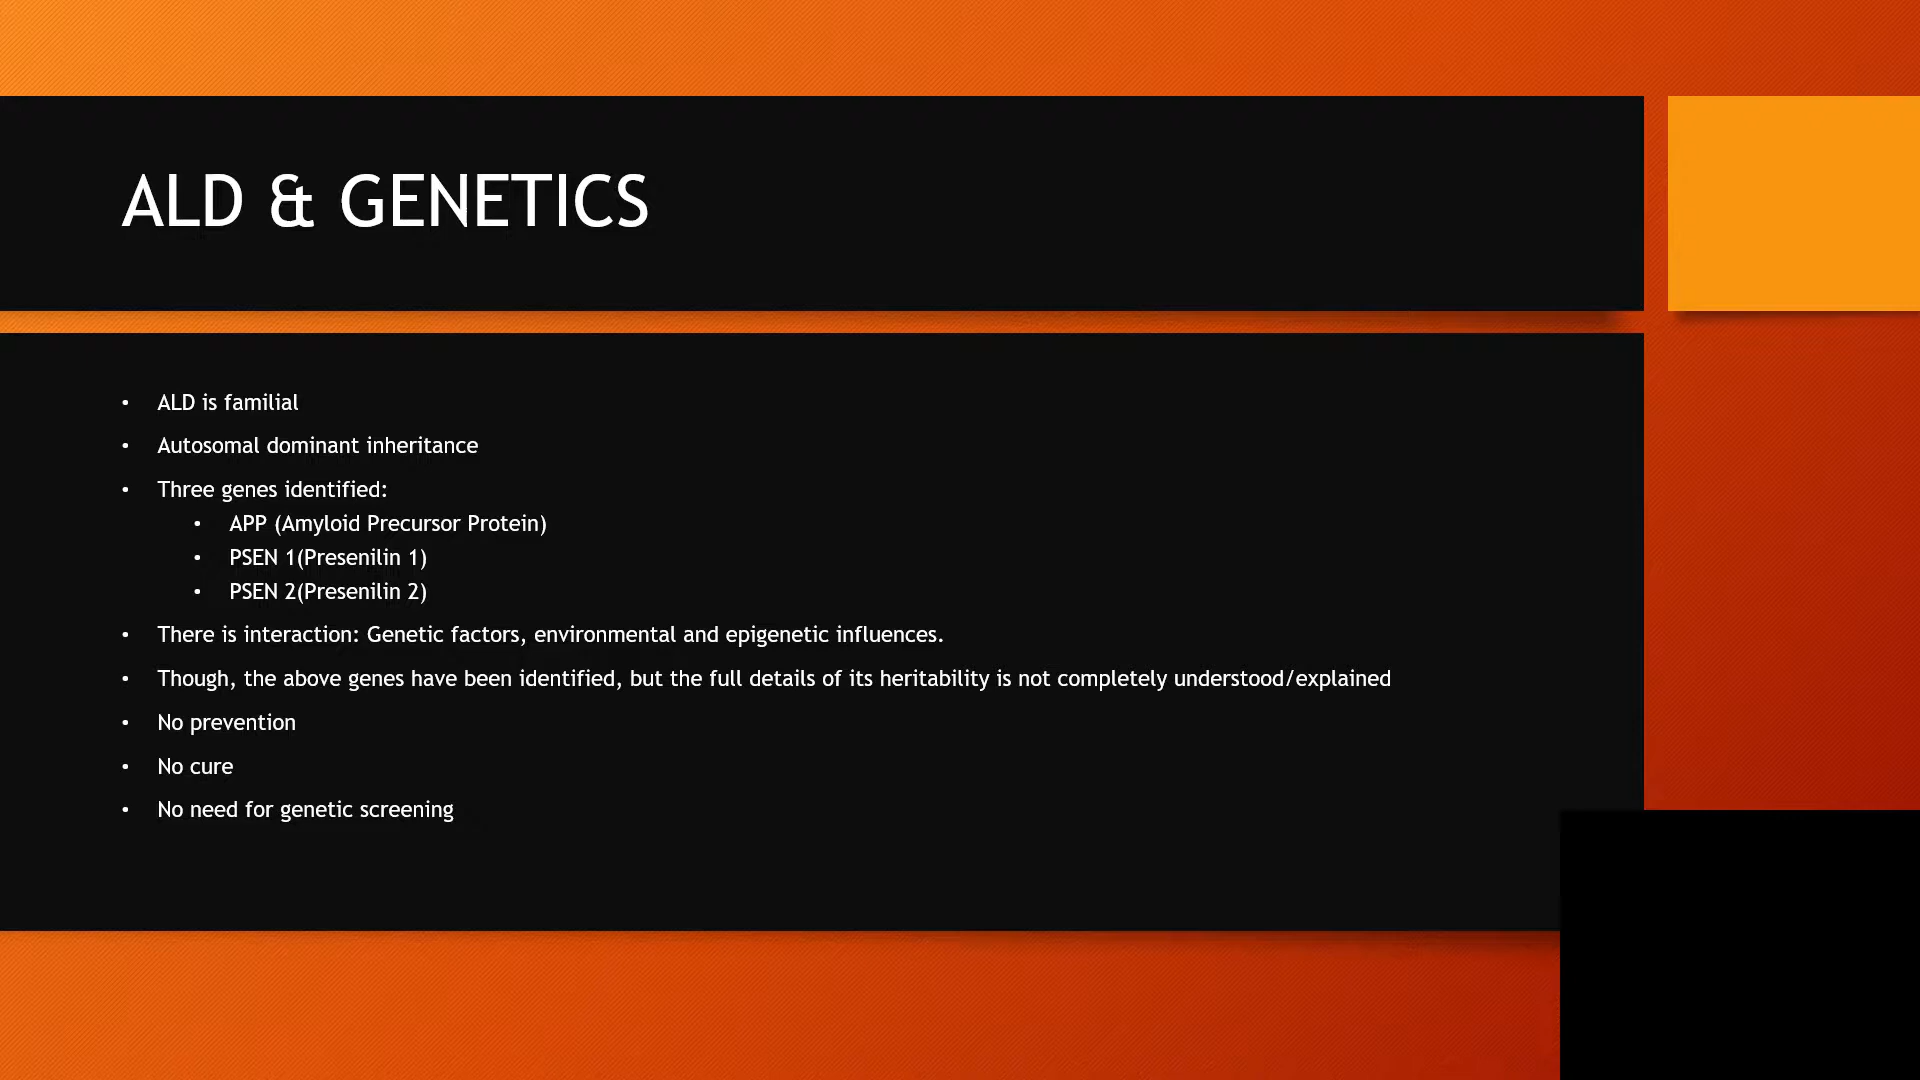 ALD & GENETICS
• ALD is familial
• Autosomal dominant inheritance
• Three genes identified:
• APP (Amyloid Precursor Protein)
• PSEN 1(Presenilin 1)
• PSEN 2(Presenilin 2)
• There is interaction: Genetic factors, environmental and epigenetic influences.
• Though, the above genes have been identified, but the full details of its heritability is not completely understood/explained
• No prevention
• No cure
• No need for genetic screening